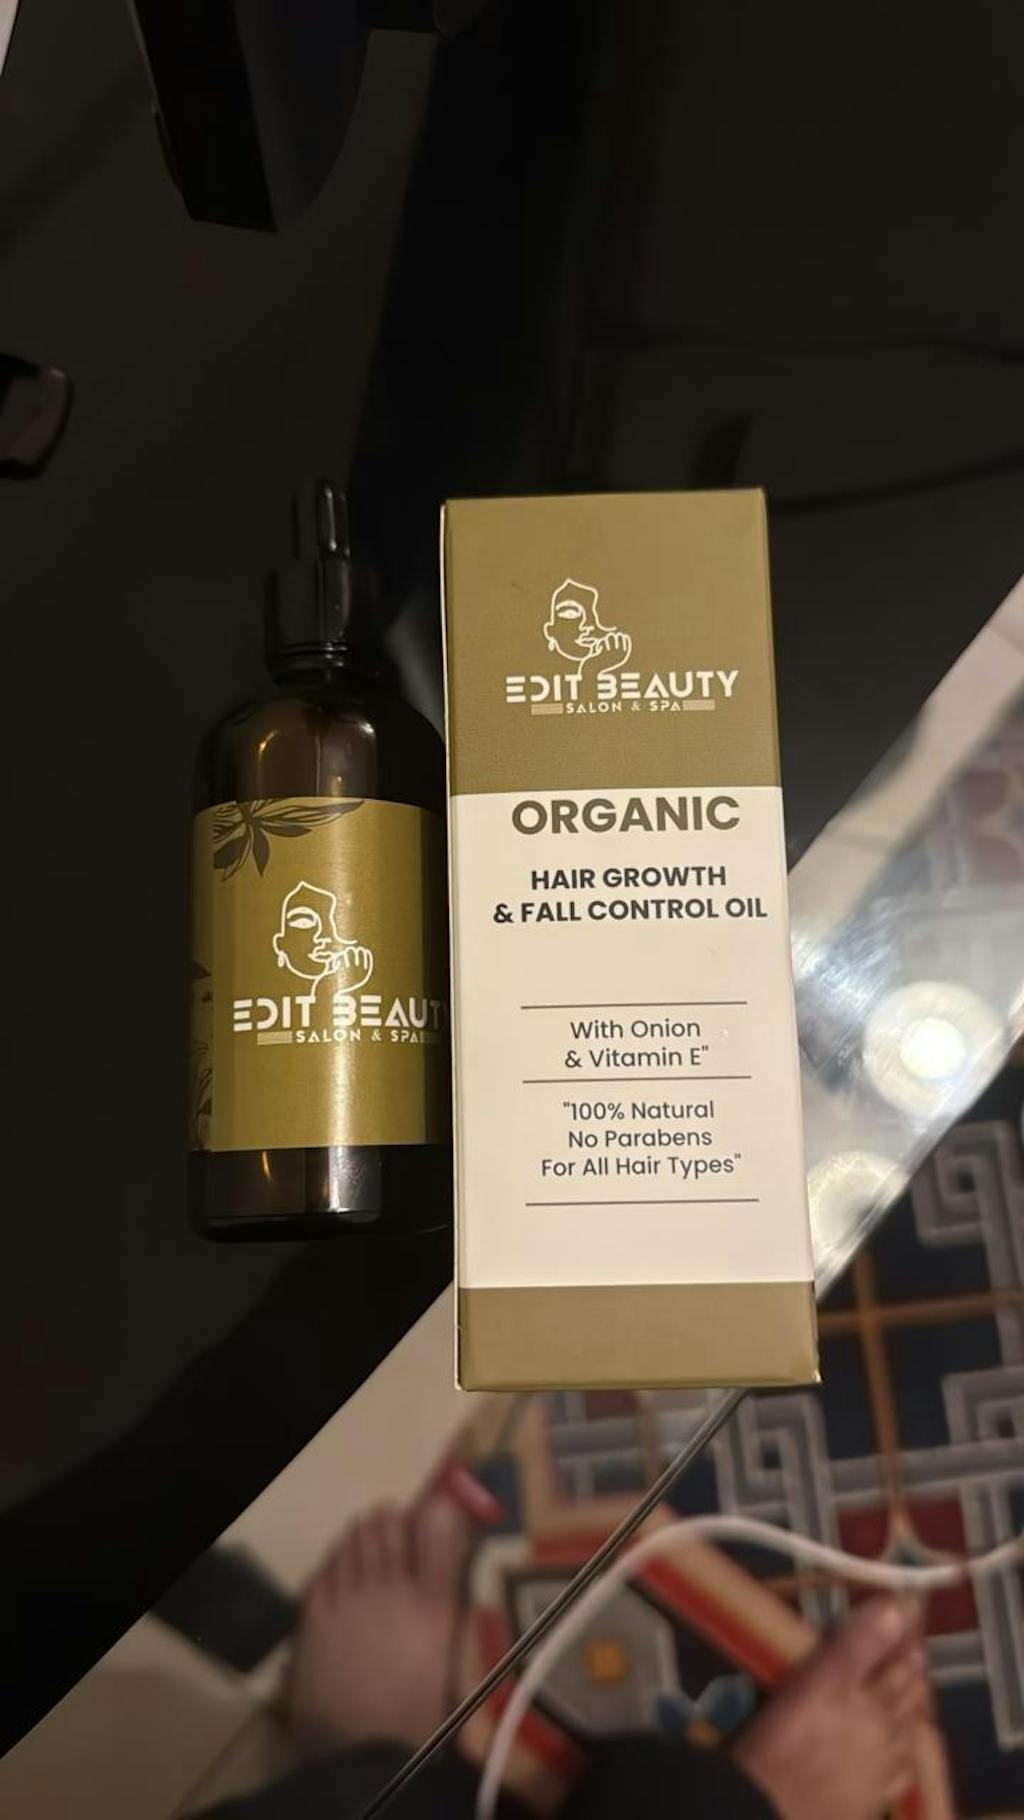 EDIT BEAUTY
SALON & SPA
ORGANIC
HAIR GROWTH
& FALL CONTROL OIL
With Onion
& Vitamin E"
"100% Natural
No Parabens
For All Hair Types"
EDIT BEAUTY
SALON & SPA